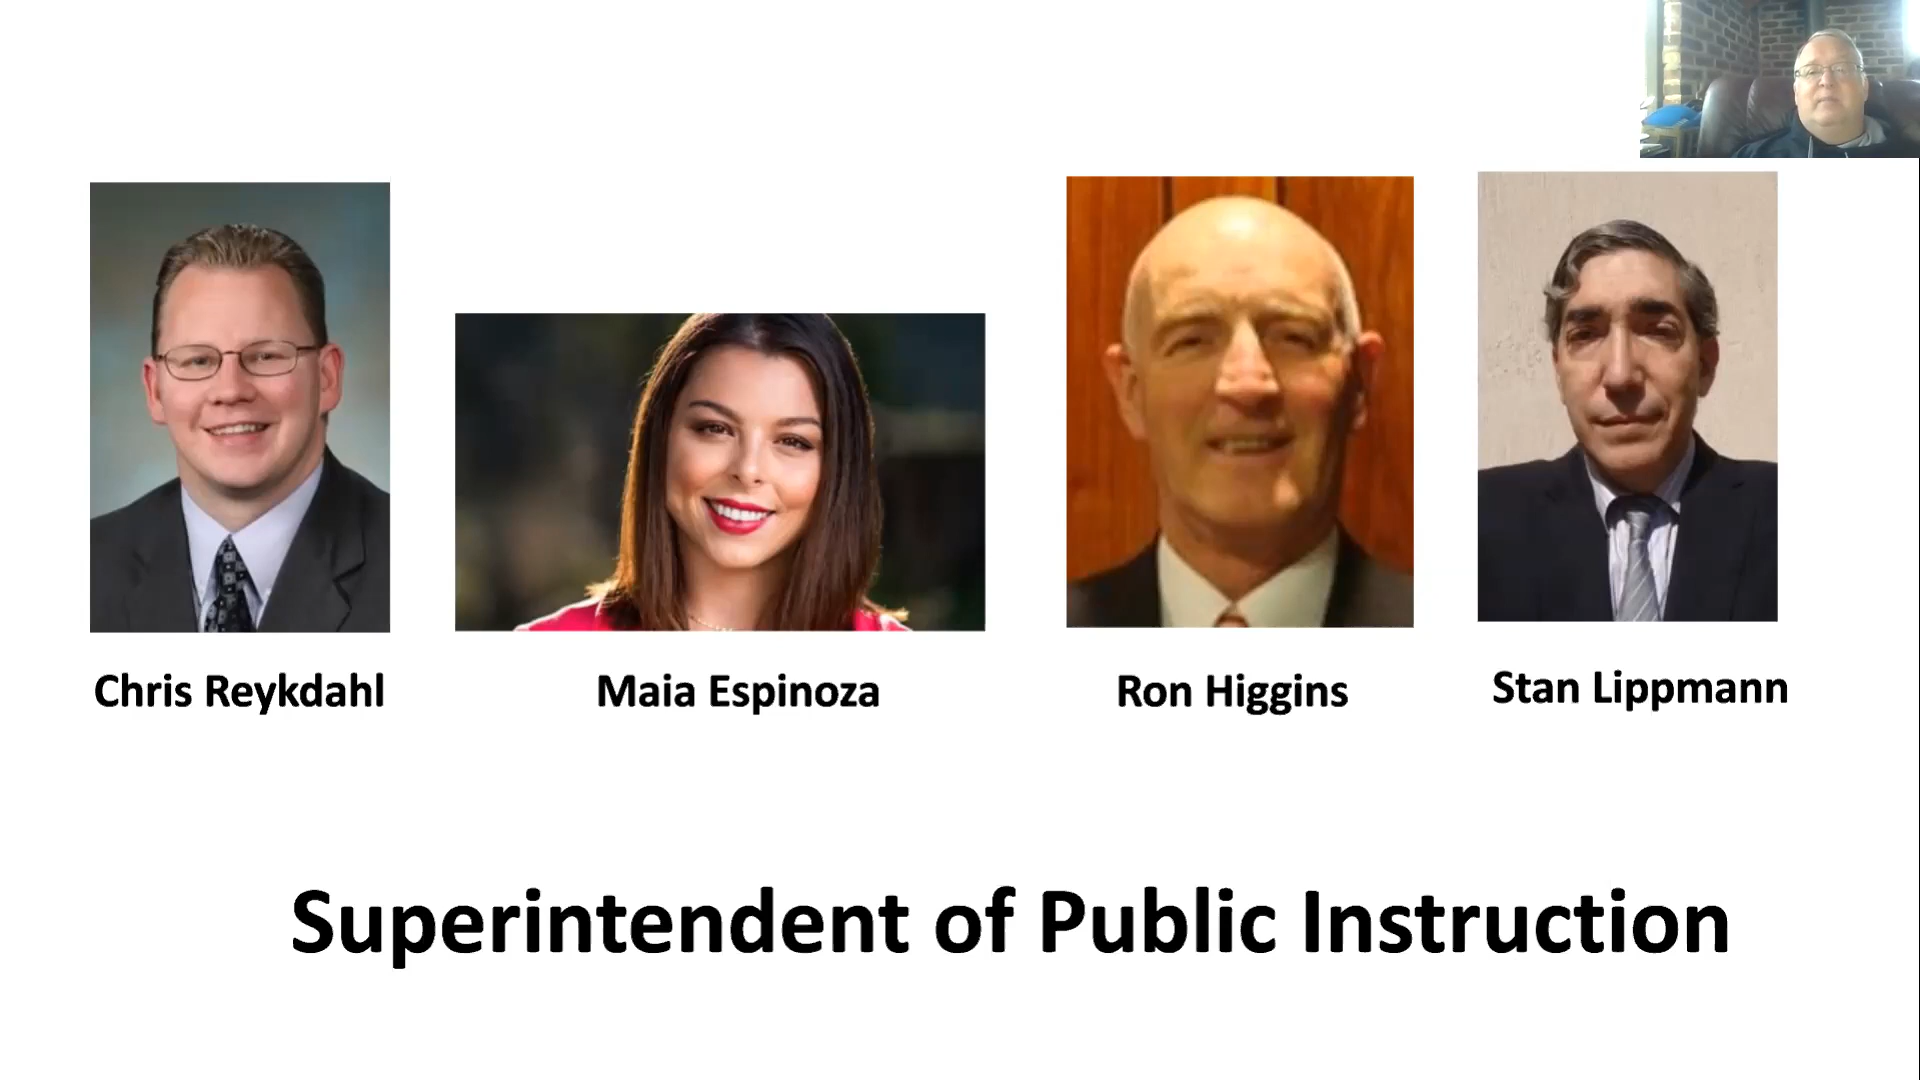 Chris Reykdahl
Maia Espinoza
Ron Higgins
Stan Lippmann
Superintendent of Public Instruction